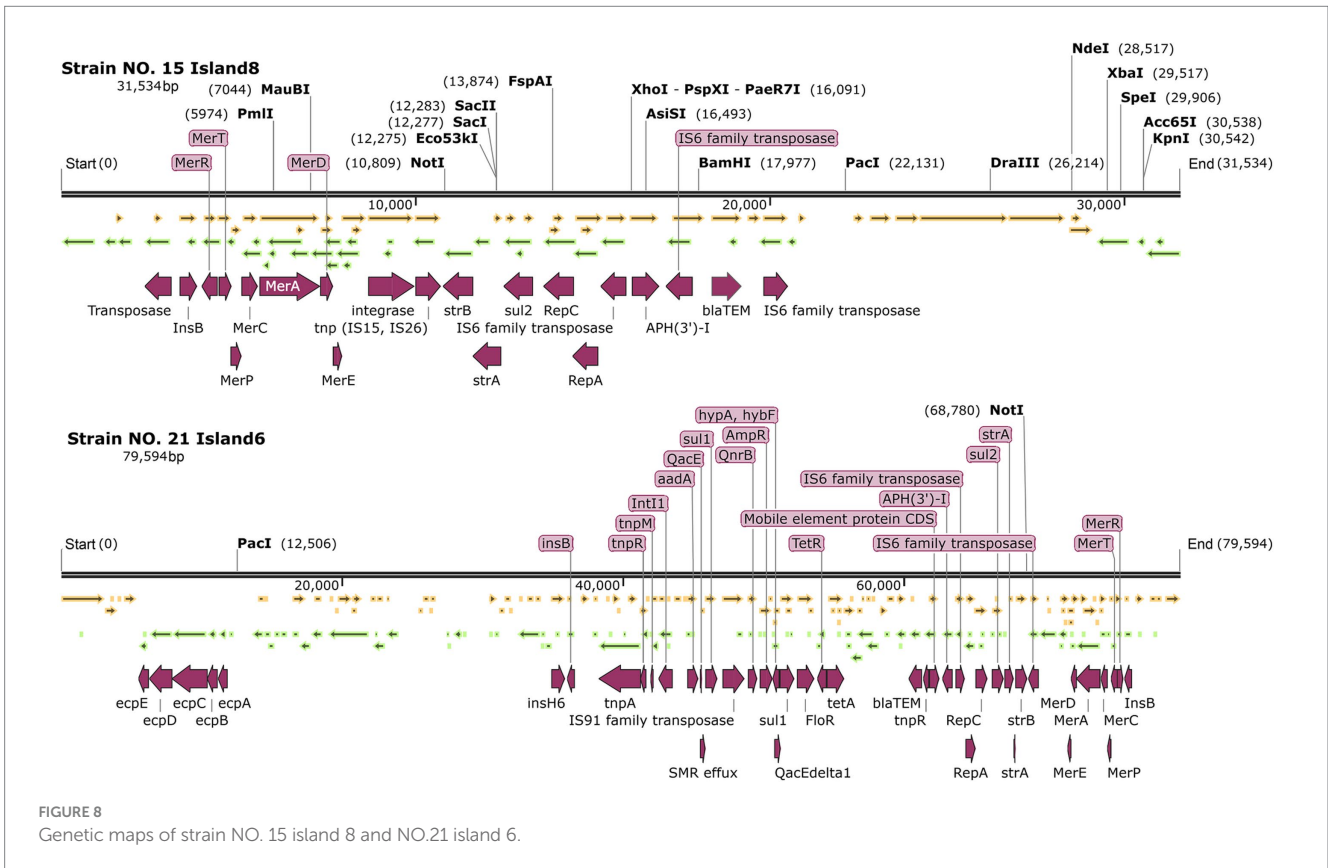 NdeI (28,517)
Strain NO. 15 Island8
31,534bp
(13,874) FspAI
XbaI (29,517)
(7044) MauBI
XhoI - PspXI - PaeR7I (16,091)
SpeI (29,906)
(12,283) SacII
(5974) PmlI
(12,277) SacI
AsiSI (16,493)
Acc65I (30,538)
MerT
(12,275) Eco53kI
IS6 family transposase
KpnI (30,542)
Start (0)
MerR
MerD
(10,809) NotI
BamHI (17,977)
PacI (22,131)
DraIII (26,214)
End (31,534)
10,000
20,000
30,000
MerA
Transposase
MerC
integrase
strB
sul2
RepC
blaTEM
IS6 family transposase
InsB
tnp (IS15, IS26)
IS6 family transposase
APH(3')-I
MerP
MerE
strA
RepA
Strain NO. 21 Island6
79,594bp
hypA, hybF
(68,780) NotI
sul1
AmpR
strA
QacE
QnrB
sul2
aadA
IS6 family transposase
IntI1
APH(3')-I
tnpM
Mobile element protein CDS
MerR
Start (0)
PacI (12,506)
insB
tnpR
TetR
IS6 family transposase
MerT
End (79,594)
20,000
40,000
60,000
ecpE
ecpC
ecpA
insH6
tnpA
tetA
blaTEM
MerD
InsB
ecpD
ecpB
IS91 family transposase
sul1
FloR
tnpR
RepC
strB
MerA
MerC
SMR effux
QacEdelta1
RepA
strA
MerE
MerP
FIGURE 8
Genetic maps of strain NO. 15 island 8 and NO.21 island 6.